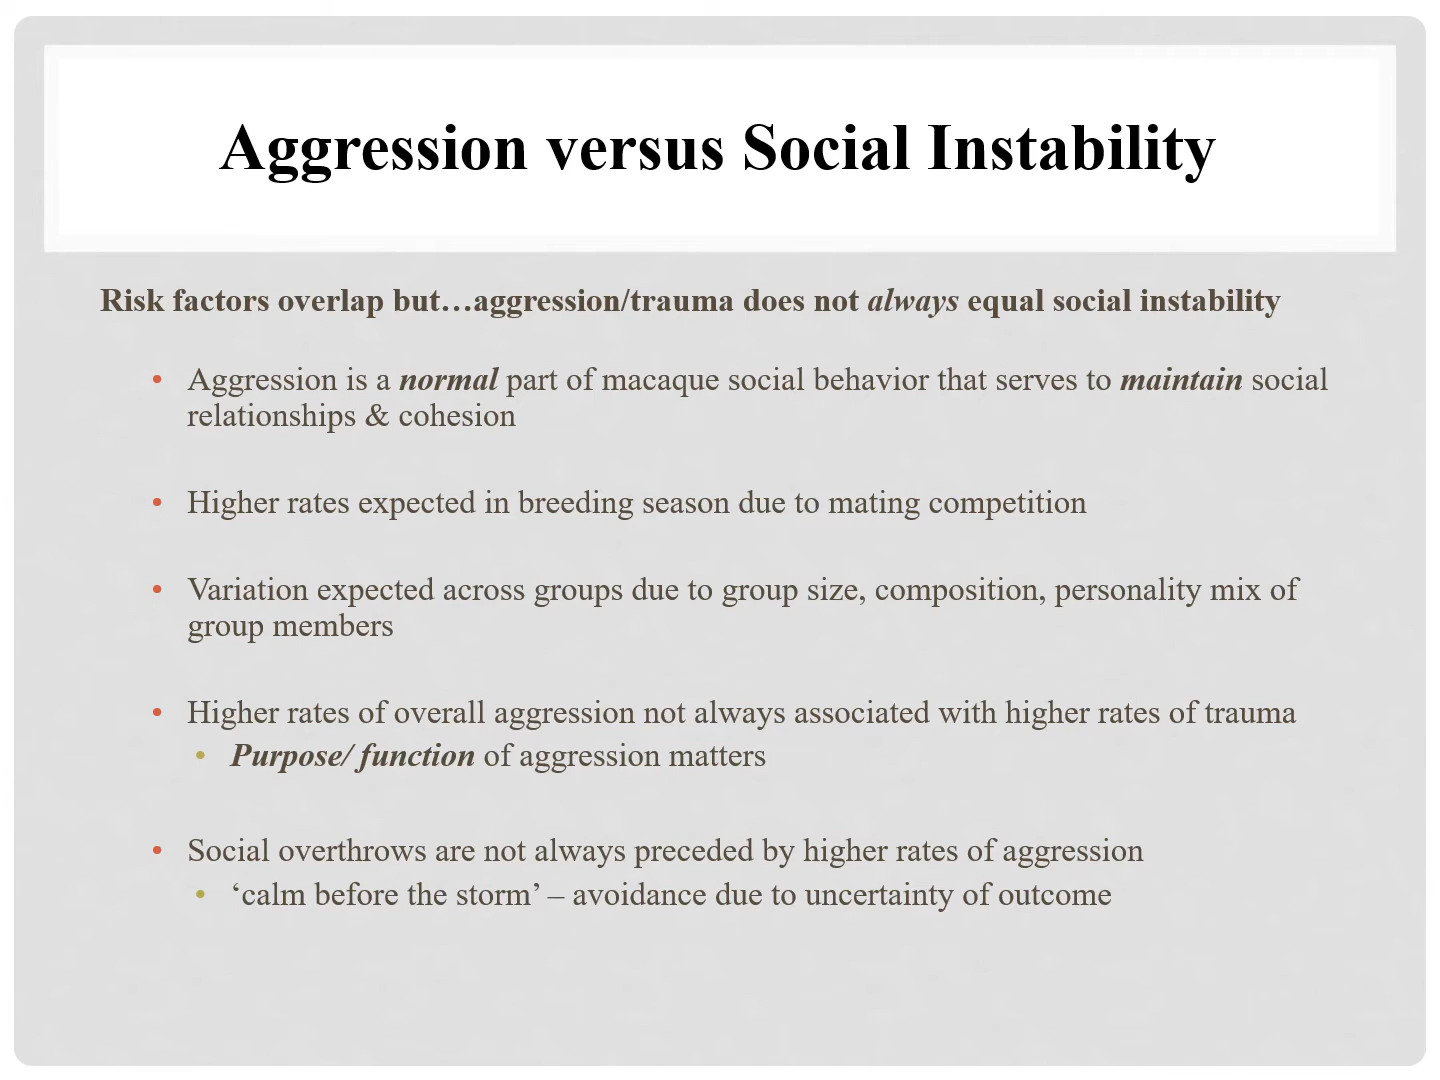 Aggression versus Social Instability
Risk factors overlap but…aggression/trauma does not always equal social instability
• Aggression is a normal part of macaque social behavior that serves to maintain social
relationships & cohesion
• Higher rates expected in breeding season due to mating competition
• Variation expected across groups due to group size, composition, personality mix of
group members
• Higher rates of overall aggression not always associated with higher rates of trauma
• Purpose/ function of aggression matters
• Social overthrows are not always preceded by higher rates of aggression
• ‘calm before the storm’ – avoidance due to uncertainty of outcome